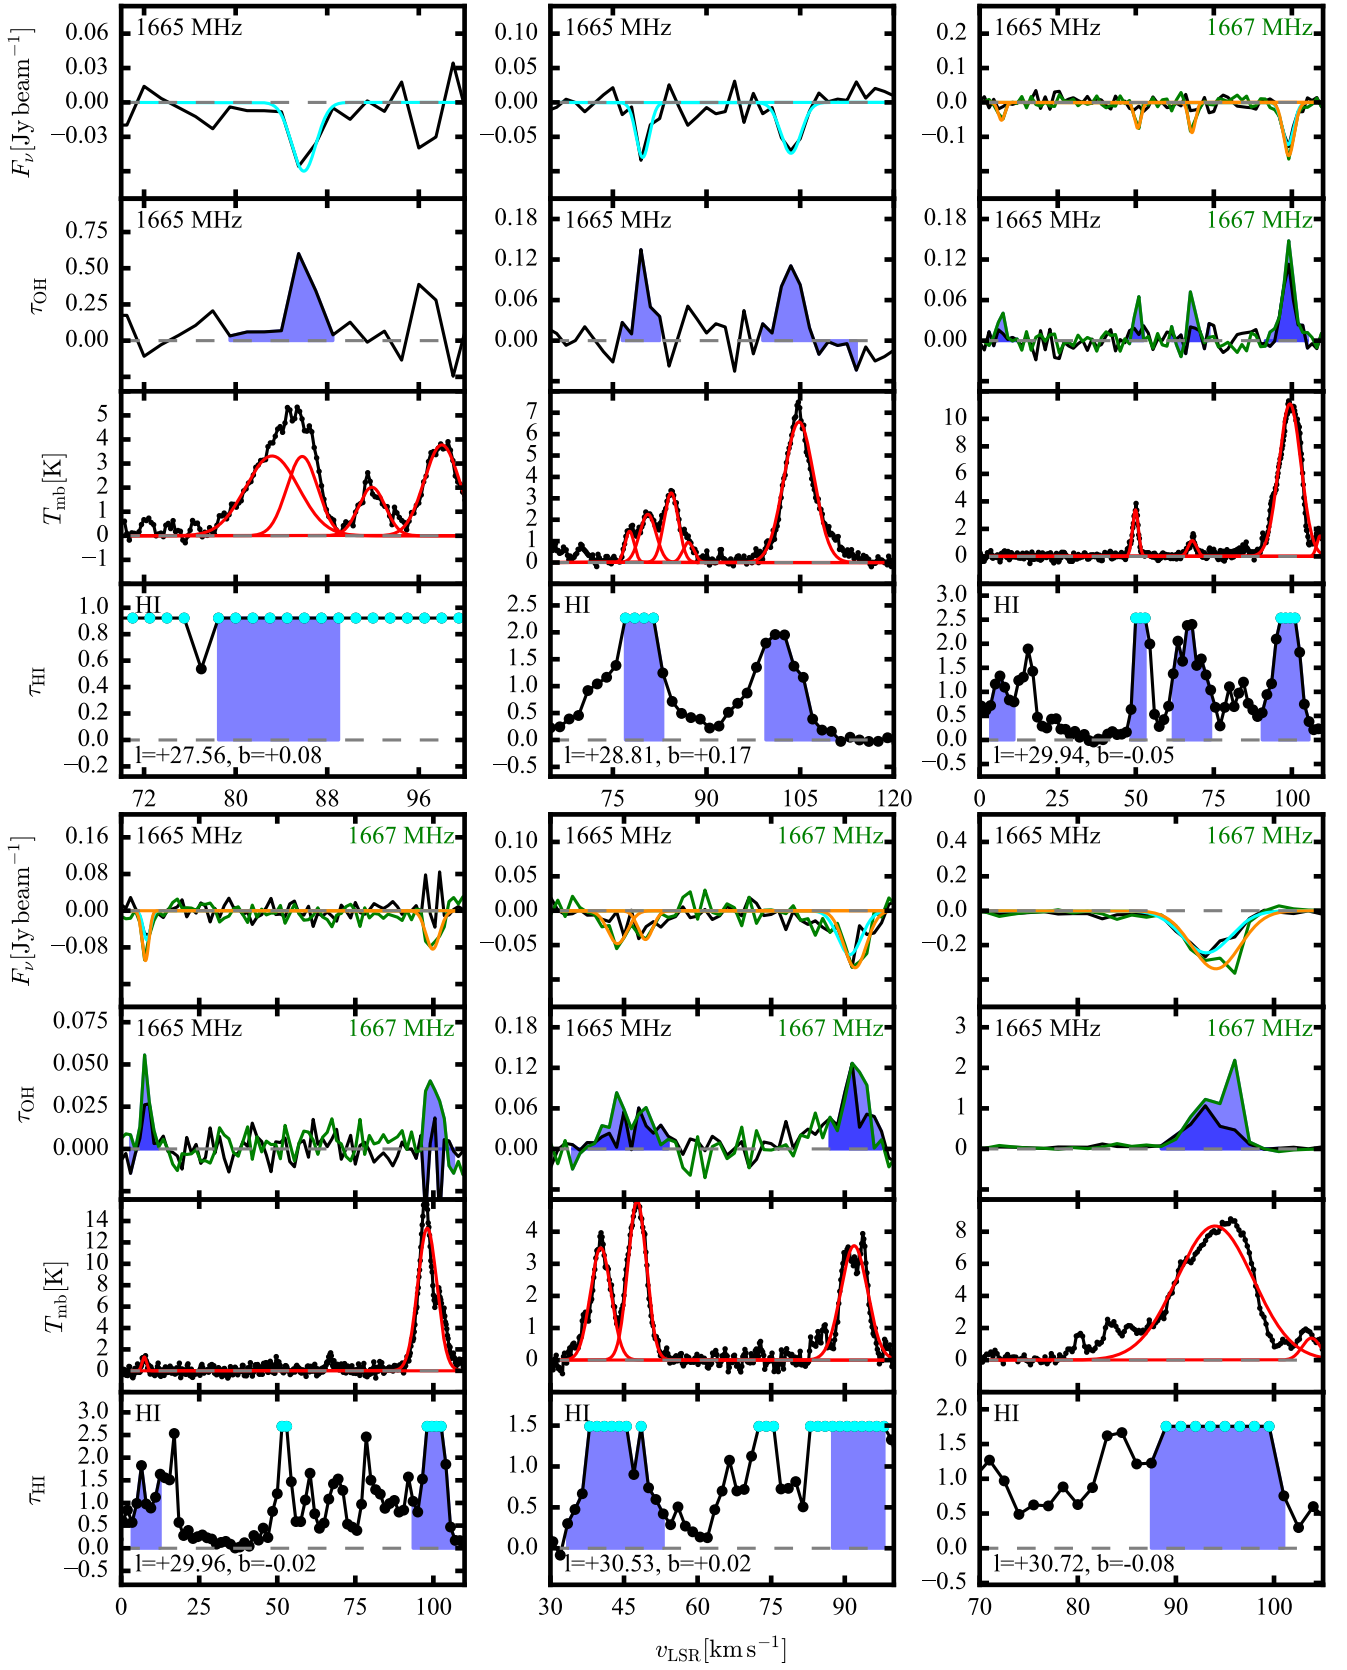 1665 MHz 1665 MHz 1665 MHz 1667 MHz
F_ν [Jy beam⁻¹]
0.06 0.03 0.00 −0.03
0.10 0.05 0.00 −0.05
0.2 0.1 0.0 −0.1
1665 MHz 1665 MHz 1665 MHz 1667 MHz
τ_OH
0.75 0.50 0.25 0.00
0.18 0.12 0.06 0.00
0.18 0.12 0.06 0.00
T_mb [K]
5 4 3 2 1 0 −1
7 6 5 4 3 2 1 0
10 8 6 4 2 0
HI HI HI
τ_HI
1.0 0.8 0.6 0.4 0.2 0.0 −0.2
2.5 2.0 1.5 1.0 0.5 0.0 −0.5
3.0 2.5 2.0 1.5 1.0 0.5 0.0 −0.5
l=+27.56, b=+0.08 l=+28.81, b=+0.17 l=+29.94, b=-0.05
72 80 88 96
75 90 105 120
0 25 50 75 100
1665 MHz 1667 MHz 1665 MHz 1667 MHz 1665 MHz 1667 MHz
F_ν [Jy beam⁻¹]
0.16 0.08 0.00 −0.08
0.10 0.05 0.00 −0.05
0.4 0.2 0.0 −0.2
1665 MHz 1667 MHz 1665 MHz 1667 MHz 1665 MHz 1667 MHz
τ_OH
0.075 0.050 0.025 0.000
0.18 0.12 0.06 0.00
3 2 1 0
T_mb [K]
14 12 10 8 6 4 2 0
4 3 2 1 0
8 6 4 2 0
HI HI HI
τ_HI
3.0 2.5 2.0 1.5 1.0 0.5 0.0 −0.5
1.5 1.0 0.5 0.0
2.0 1.5 1.0 0.5 0.0 −0.5
l=+29.96, b=-0.02 l=+30.53, b=+0.02 l=+30.72, b=-0.08
0 25 50 75 100
30 45 60 75 90
70 80 90 100
v_LSR [km s⁻¹]